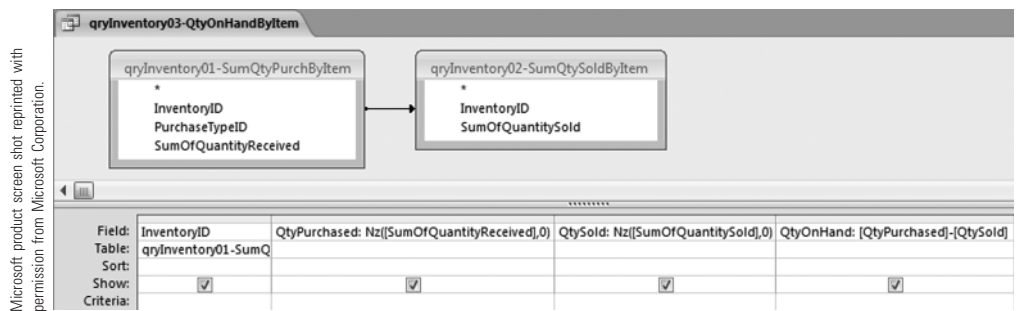 Microsoft product screen shot reprinted with
permission from Microsoft Corporation.
qryInventory03-QtyOnHandByItem
qryInventory01-SumQtyPurchByItem
*
InventoryID
PurchaseTypeID
SumOfQuantityReceived
qryInventory02-SumQtySoldByItem
*
InventoryID
SumOfQuantitySold
Field: InventoryID QtyPurchased: Nz([SumOfQuantityReceived],0) QtySold: Nz([SumOfQuantitySold],0) QtyOnHand: [QtyPurchased]-[QtySold]
Table: qryInventory01-SumQ
Sort:
Show:
Criteria: